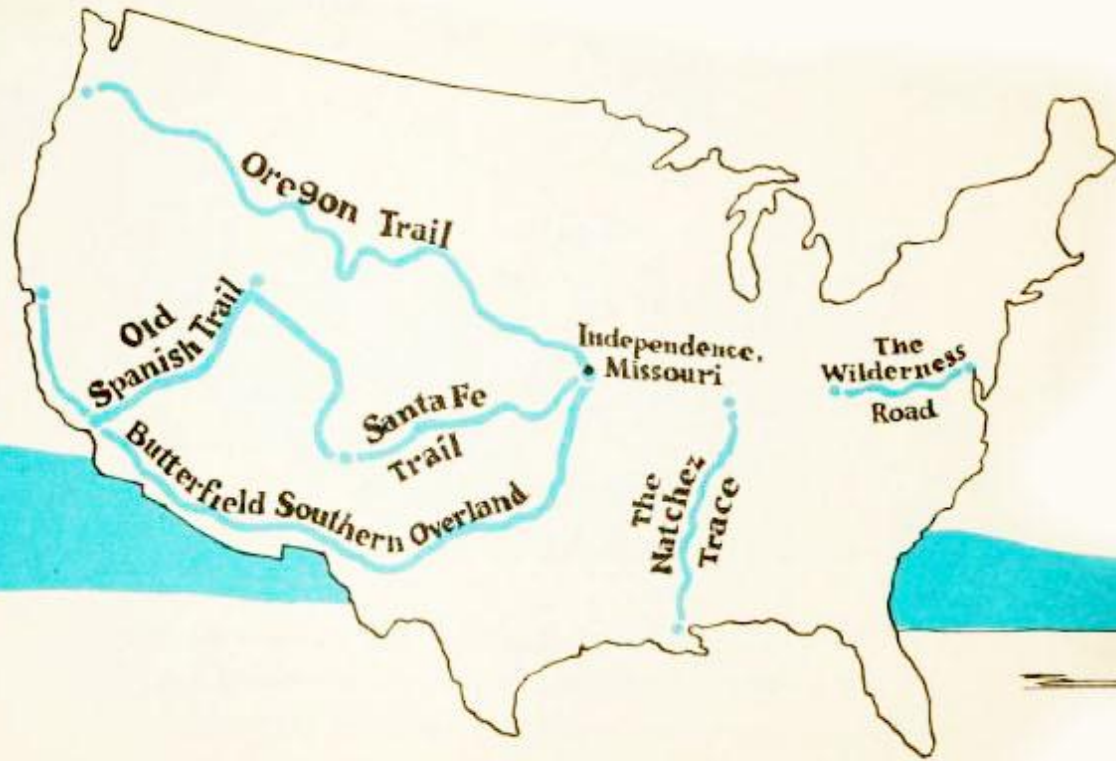 Oregon Trail
Old
Spanish Trail
Independence,
Missouri
The
Wilderness
Road
Santa Fe
Trail
Butterfield Southern Overland
The
Natchez
Trace